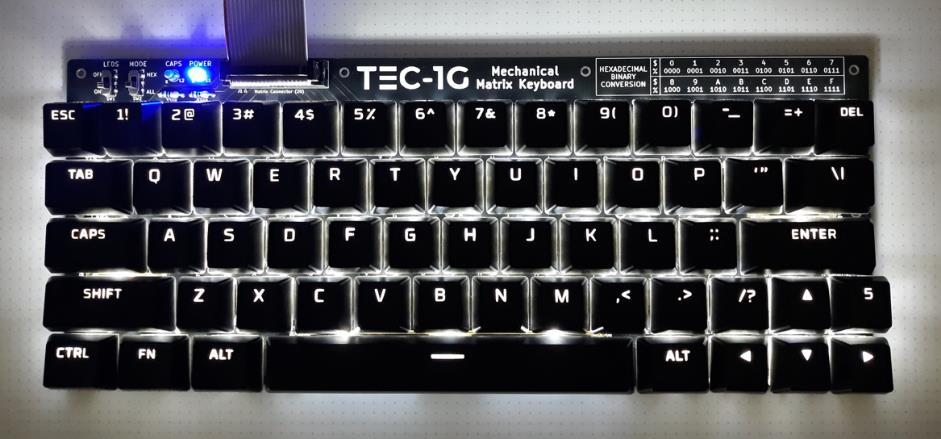 LEDS MODE CAPS POWER
OFF HEX
ON ALL
Matrix Connector (26)
TEC-1G Mechanical
Matrix Keyboard
HEXADECIMAL
BINARY
CONVERSION
$ 0 1 2 3 4 5 6 7
% 0000 0001 0010 0011 0100 0101 0110 0111
$ 8 9 A B C D E F
% 1000 1001 1010 1011 1100 1101 1110 1111
ESC 1! 2@ 3# 4$ 5% 6^ 7& 8* 9( 0) -_ =+ DEL
TAB Q W E R T Y U I O P '" \|
CAPS A S D F G H J K L ;: ENTER
SHIFT Z X C V B N M ,< .> /? ▲ 5
CTRL FN ALT ALT ◀ ▼ ▶